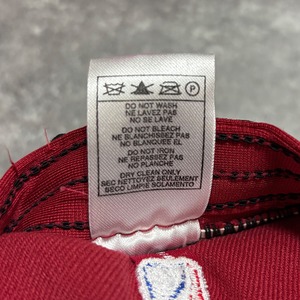 P
DO NOT WASH
NE LAVEZ PAS
NO SE LAVE
DO NOT BLEACH
NE BLANCHISSEZ PAS
NO BLANQUEE EL
DO NOT IRON
NE REPASSEZ PAS
NO PLANCHE
DRY CLEAN ONLY
SEC NETTOYEZ SEULEMENT
SECO LIMPIE SOLAMENTO